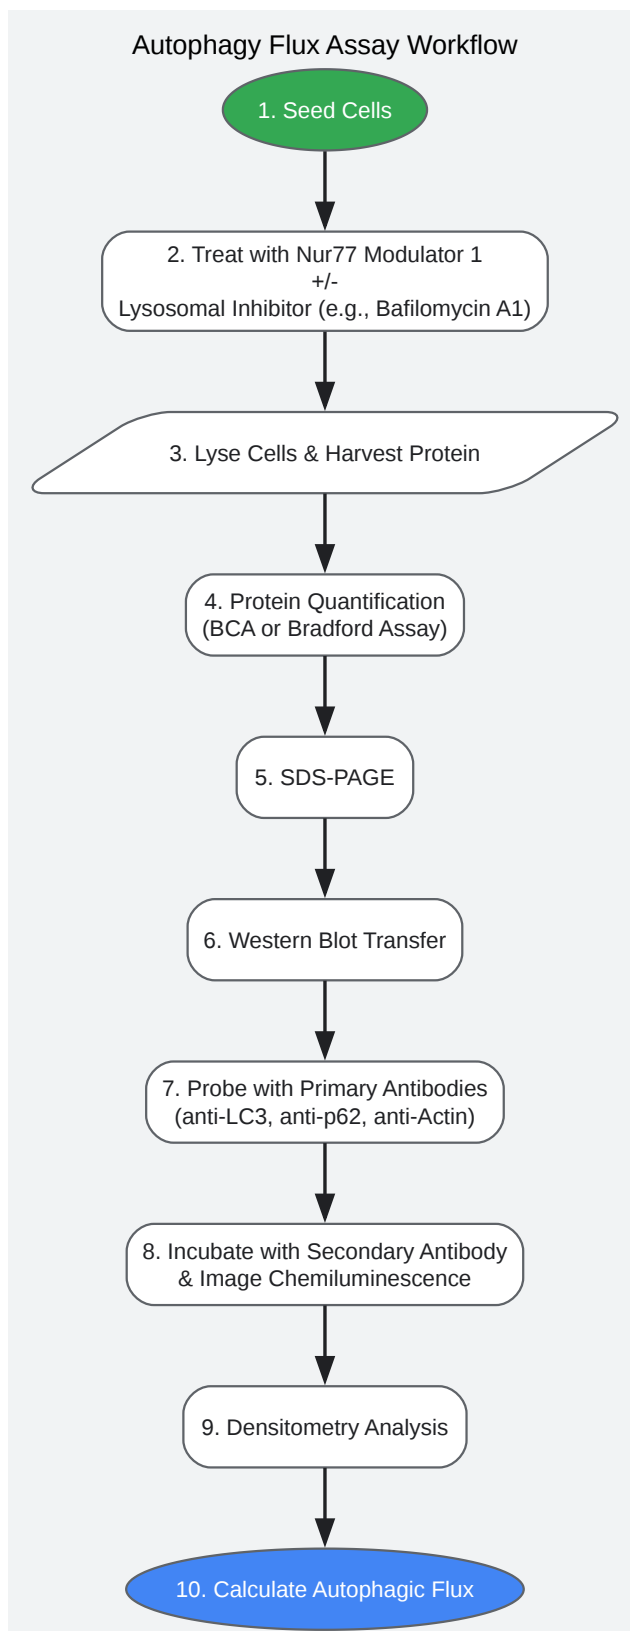 Autophagy Flux Assay Workflow
1. Seed Cells
2. Treat with Nur77 Modulator 1
+/-
Lysosomal Inhibitor (e.g., Bafilomycin A1)
3. Lyse Cells & Harvest Protein
4. Protein Quantification
(BCA or Bradford Assay)
5. SDS-PAGE
6. Western Blot Transfer
7. Probe with Primary Antibodies
(anti-LC3, anti-p62, anti-Actin)
8. Incubate with Secondary Antibody
& Image Chemiluminescence
9. Densitometry Analysis
10. Calculate Autophagic Flux